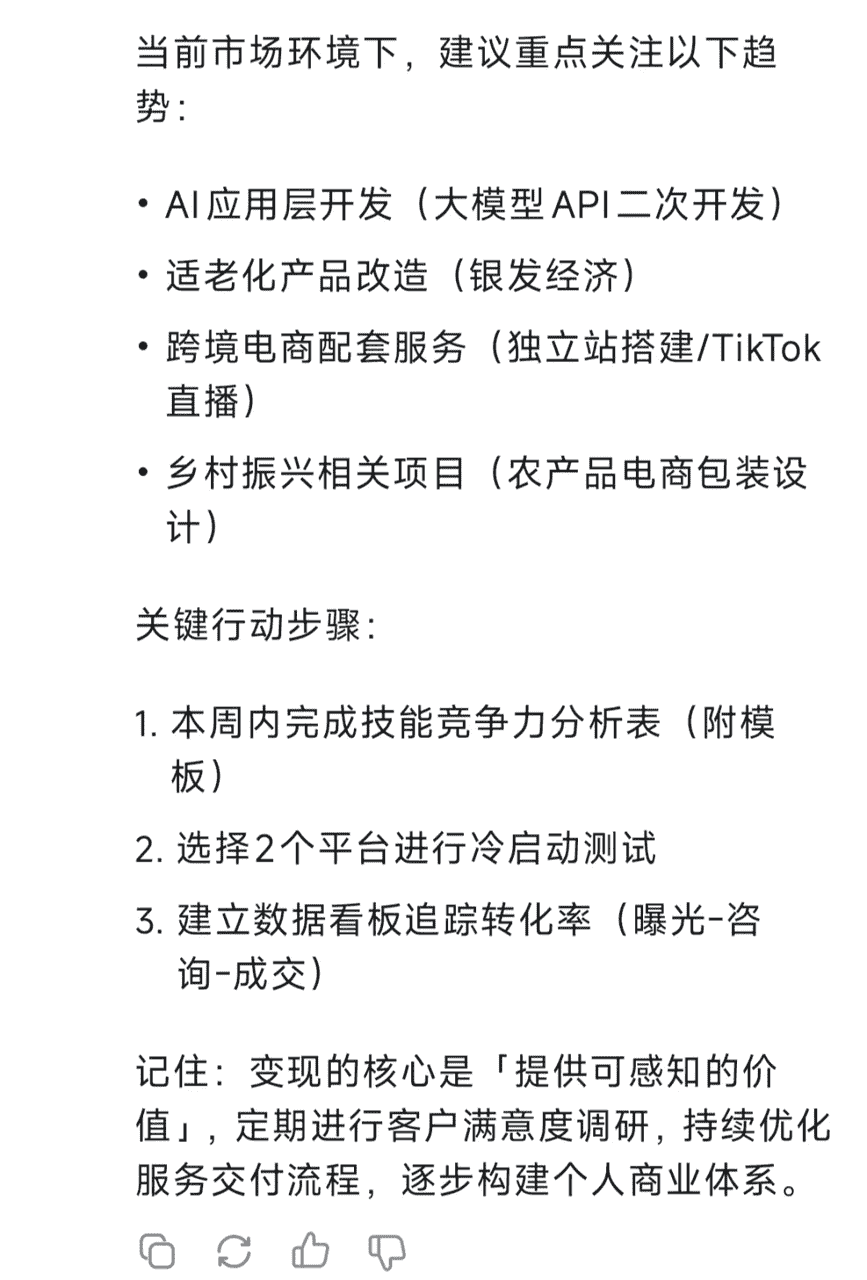 当前市场环境下，建议重点关注以下趋
势：
• AI应用层开发（大模型API二次开发）
• 适老化产品改造（银发经济）
• 跨境电商配套服务（独立站搭建/TikTok
直播）
• 乡村振兴相关项目（农产品电商包装设
计）
关键行动步骤：
1. 本周内完成技能竞争力分析表（附模
板）
2. 选择2个平台进行冷启动测试
3. 建立数据看板追踪转化率（曝光-咨
询-成交）
记住：变现的核心是「提供可感知的价
值」，定期进行客户满意度调研，持续优化
服务交付流程，逐步构建个人商业体系。